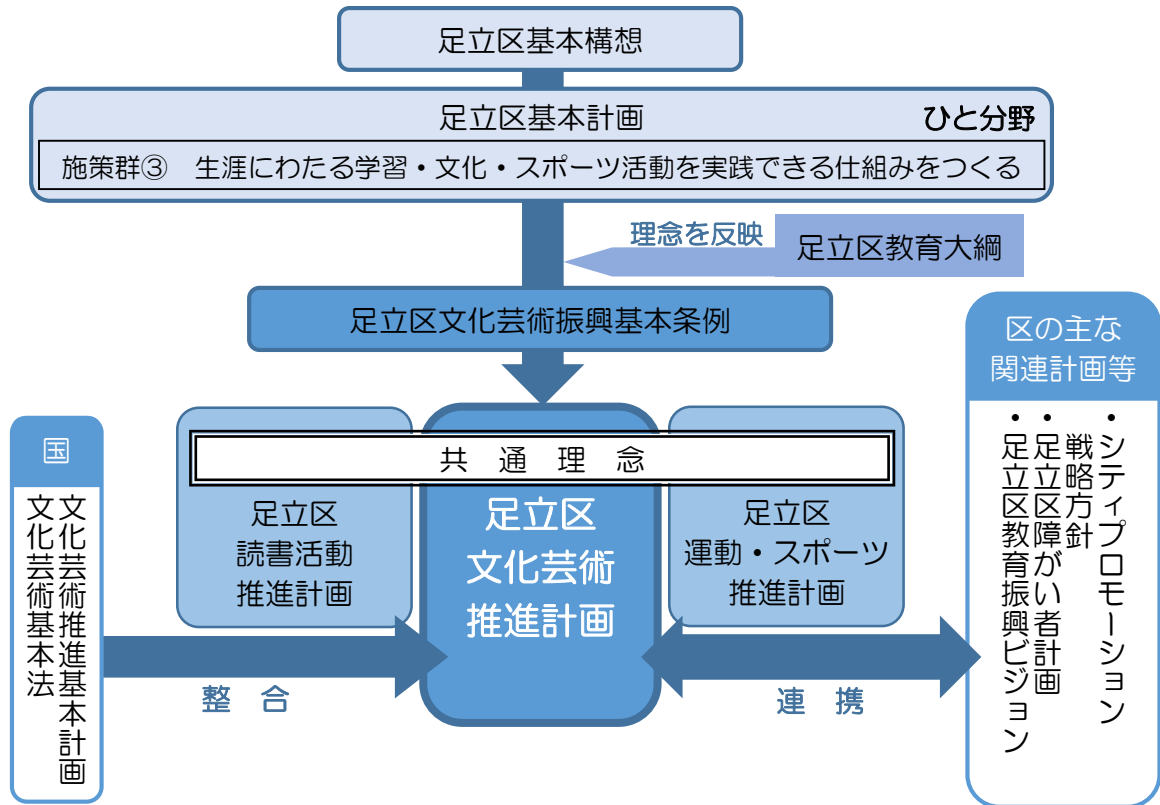 足立区基本構想
足立区基本計画
ひと分野
施策群③ 生涯にわたる学習・文化・スポーツ活動を実践できる仕組みをつくる
理念を反映
足立区教育大綱
足立区文化芸術振興基本条例
区の主な
関連計画等
・シティプロモーション
戦略方針
・足立区障がい者計画
・足立区教育振興ビジョン
国
文化芸術推進基本計画
文化芸術基本法
共通理念
足立区
読書活動
推進計画
足立区
文化芸術
推進計画
足立区
運動・スポーツ
推進計画
整合
連携